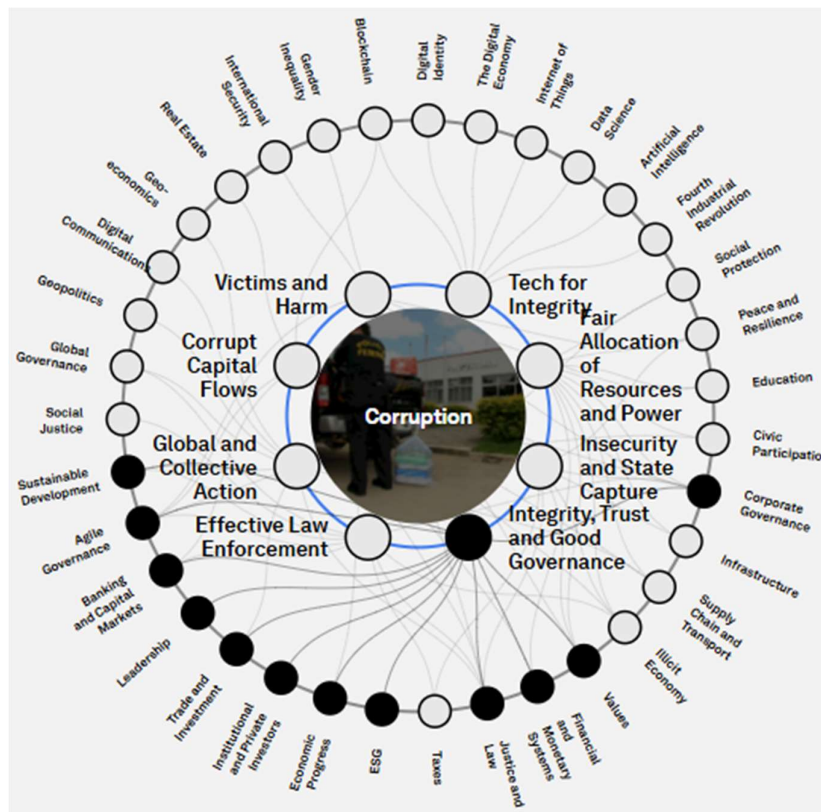 Blockchain
Digital
Identity
The Digital
Economy
Internet of
Things
Data
Science
Artificial
Intelligence
Fourth
Industrial
Revolution
Social
Protection
Peace and
Resilience
Education
Civic
Participatio
Corporate
Governance
Infrastructure
Supply
Chain and
Transport
Illicit
Economy
Values
Financial
and
Monetary
Systems
Justice and
Law
Taxes
ESG
Economic
Progress
Institutional
and Private
Investors
Trade and
Investment
Leadership
Banking
and Capital
Markets
Agile
Governance
Sustainable
Development
Social
Justice
Global
Governance
Geopolitics
Digital
Communications
Geo-
economics
Real Estate
International
Security
Gender
Inequality
Victims and
Harm
Tech for
Integrity
Corrupt
Capital
Flows
Fair
Allocation
of
Resources
and Power
Corruption
Global and
Collective
Action
Insecurity
and State
Capture
Effective Law
Enforcement
Integrity, Trust
and Good
Governance